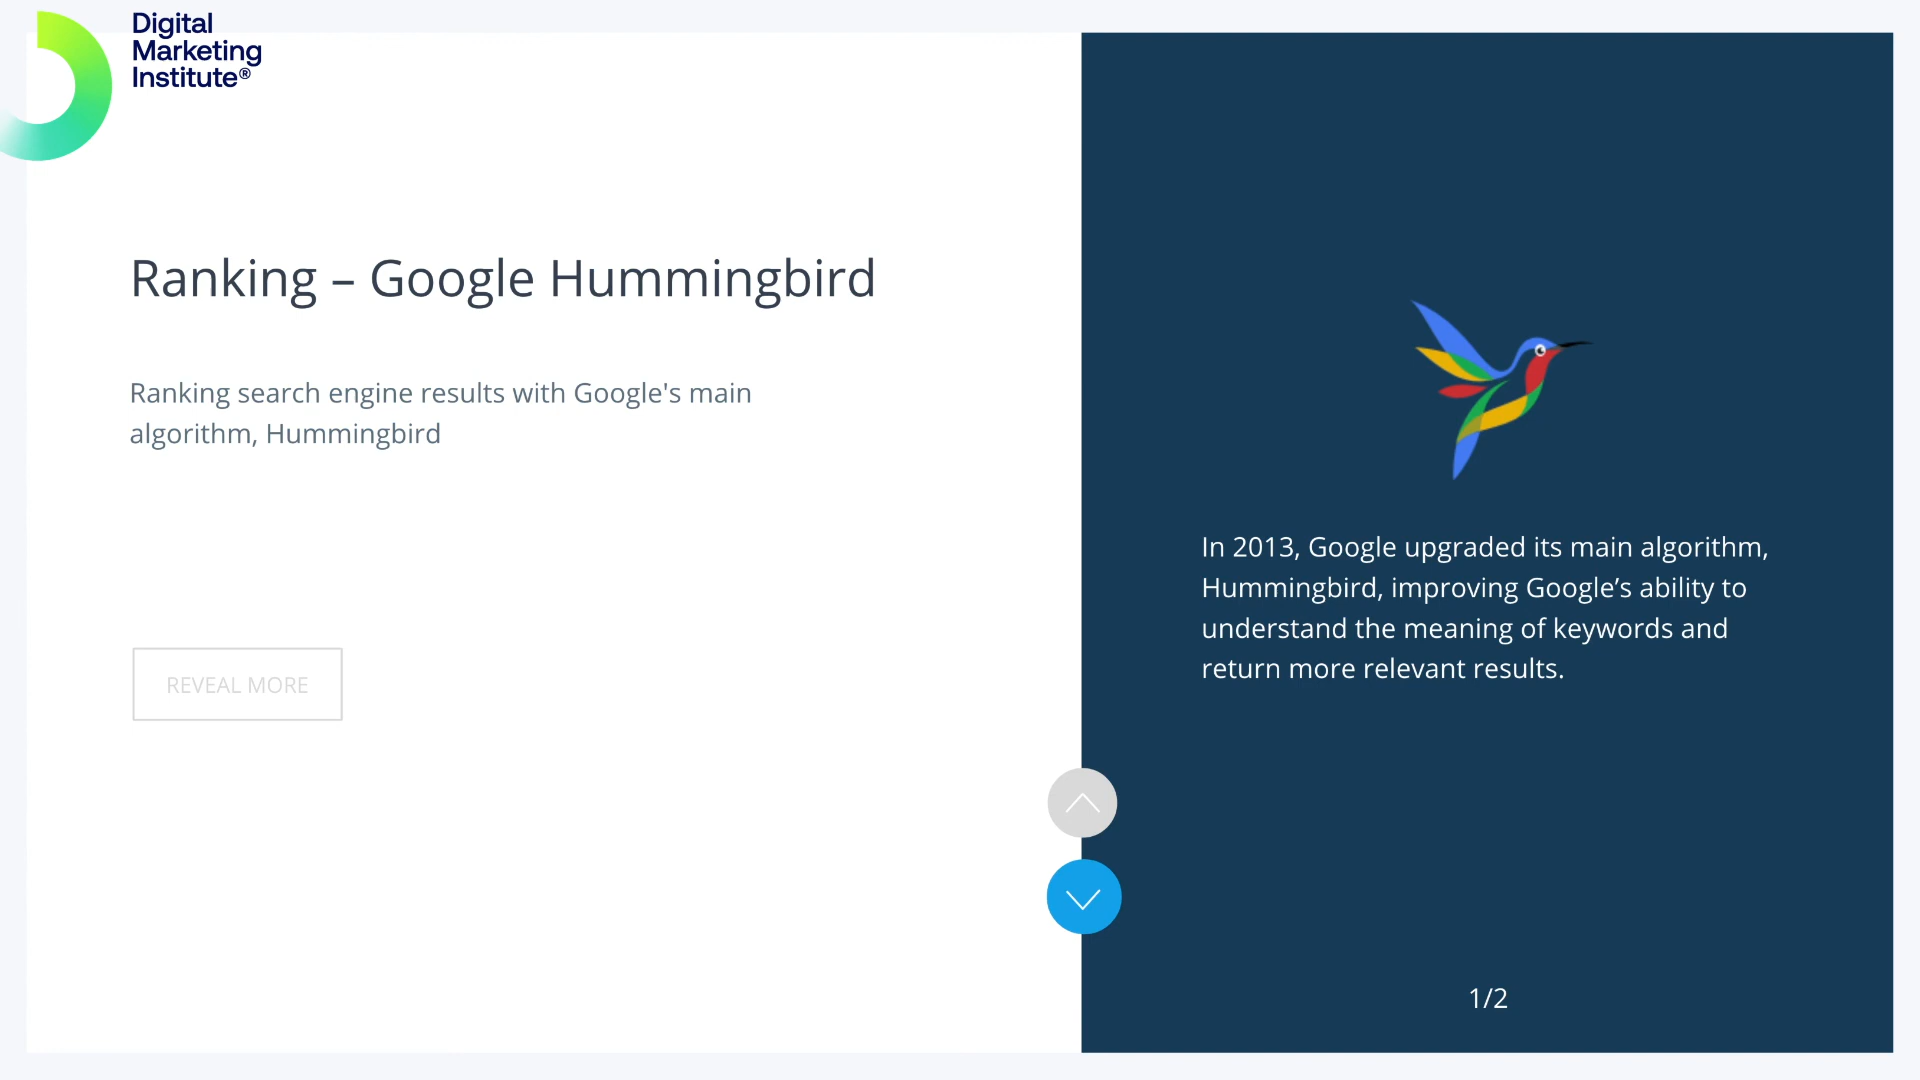 Digital
Marketing
Institute®
Ranking – Google Hummingbird
Ranking search engine results with Google's main
algorithm, Hummingbird
REVEAL MORE
In 2013, Google upgraded its main algorithm,
Hummingbird, improving Google’s ability to
understand the meaning of keywords and
return more relevant results.
1/2